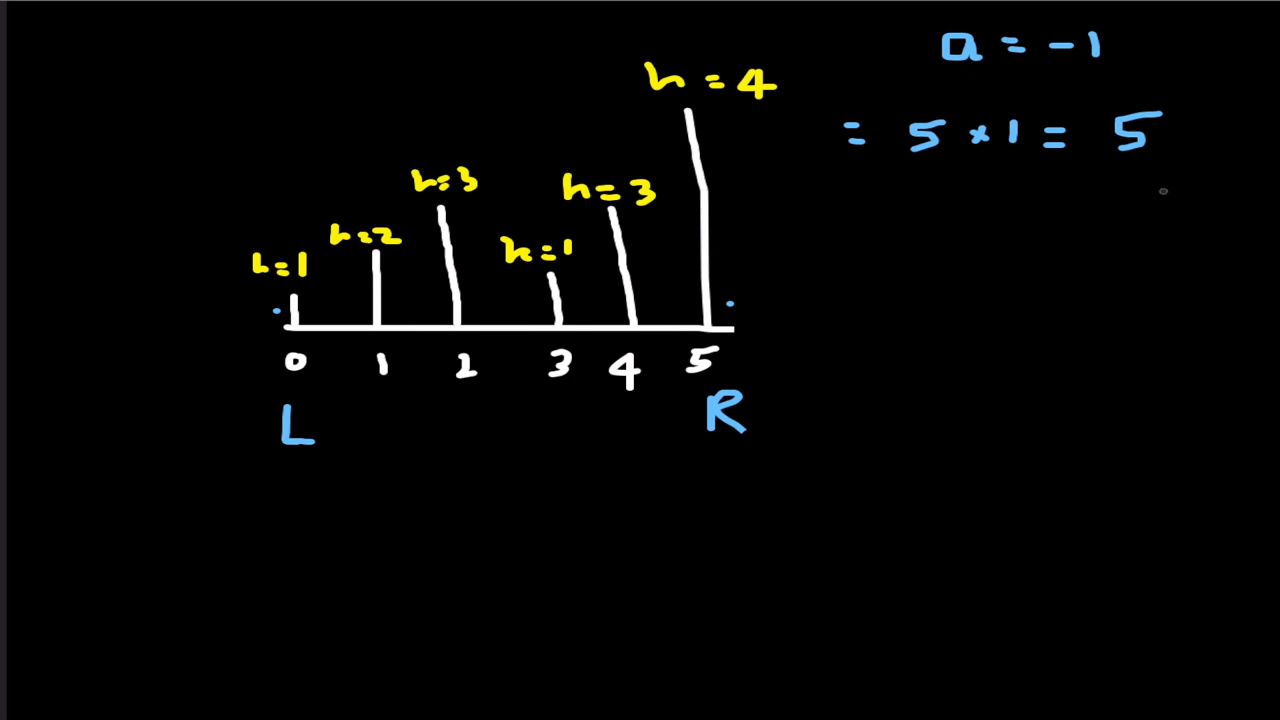 a = -1
= 5 * 1 = 5
h = 4
h=3
h=3
h=2
h=1
h=1
0 1 2 3 4 5
L R